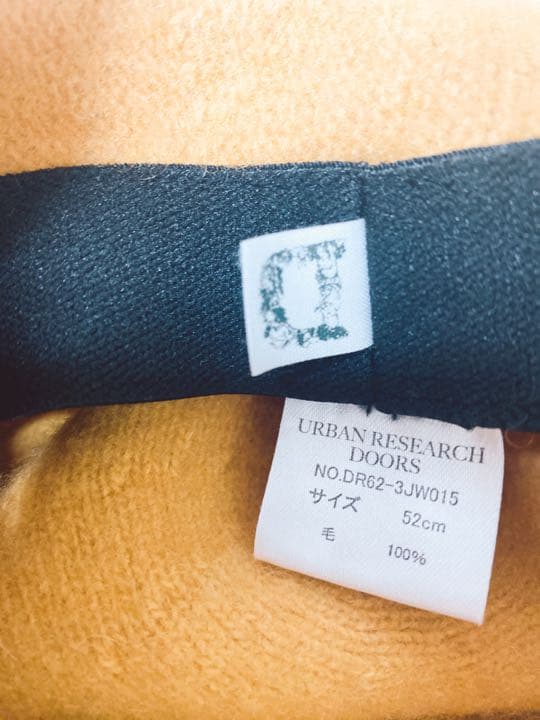 D
URBAN RESEARCH
DOORS
NO.DR62-3JW015
サイズ 52cm
毛 100%